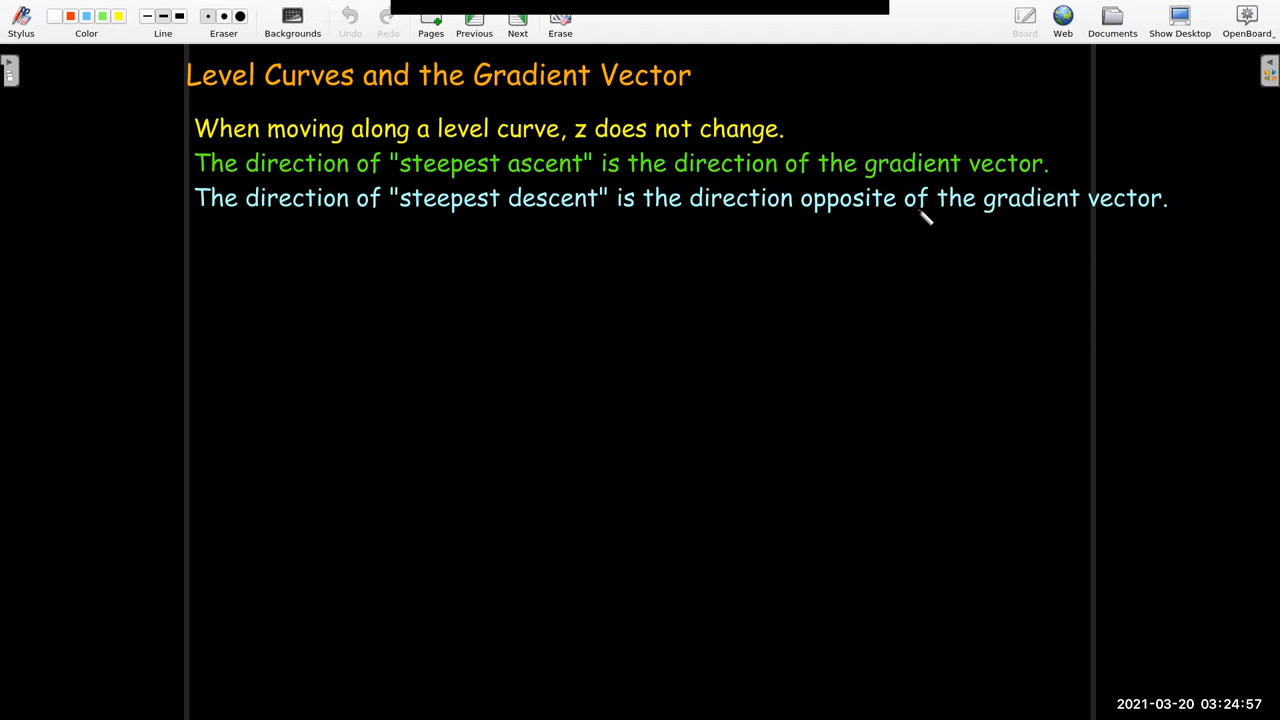 Stylus Color Line Eraser Backgrounds Undo Redo Pages Previous Next Erase Board Web Documents Show Desktop OpenBoard
Level Curves and the Gradient Vector
When moving along a level curve, z does not change.
The direction of "steepest ascent" is the direction of the gradient vector.
The direction of "steepest descent" is the direction opposite of the gradient vector.
2021-03-20 03:24:57